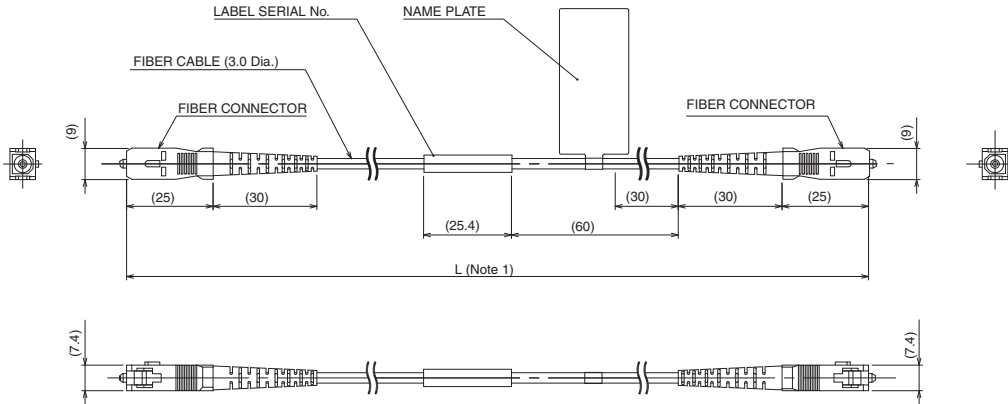 LABEL SERIAL No.
NAME PLATE
FIBER CABLE (3.0 Dia.)
FIBER CONNECTOR
FIBER CONNECTOR
(9)
(9)
(25)
(30)
(30)
(30)
(25)
(25.4)
(60)
L (Note 1)
(7.4)
(7.4)